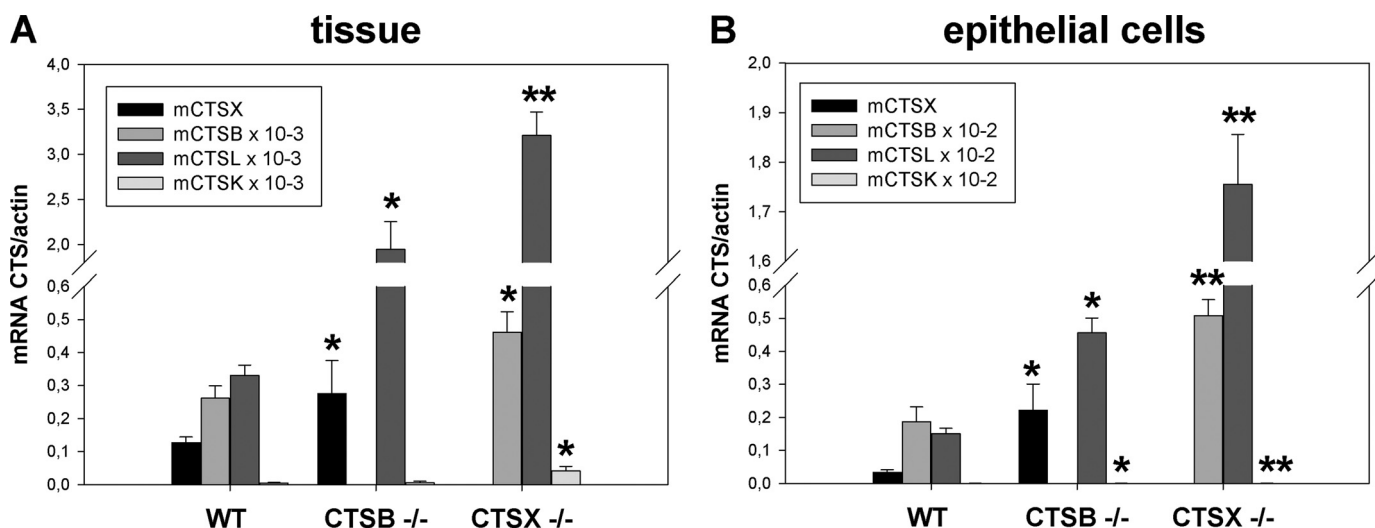 A
tissue
mRNA CTS/actin
4,0
3,5
3,0
2,5
2,0
0,6
0,5
0,4
0,3
0,2
0,1
0,0
mCTSX
mCTSB x 10-3
mCTSL x 10-3
mCTSK x 10-3
*
*
*
**
*
WT
CTSB -/-
CTSX -/-
B
epithelial cells
mRNA CTS/actin
2,0
1,9
1,8
1,7
1,6
0,6
0,5
0,4
0,3
0,2
0,1
0,0
mCTSX
mCTSB x 10-2
mCTSL x 10-2
mCTSK x 10-2
*
*
*
**
**
**
WT
CTSB -/-
CTSX -/-